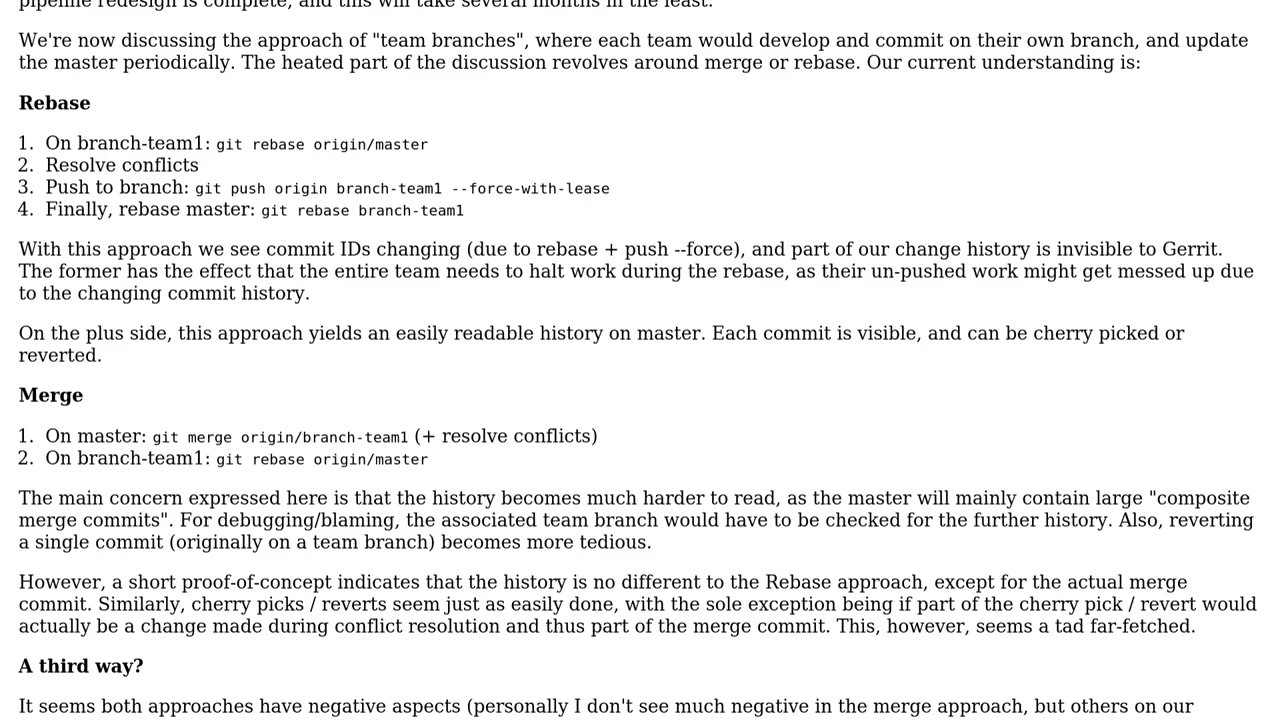 pipeline redesign is complete, and this will take several months in the least.
We're now discussing the approach of "team branches", where each team would develop and commit on their own branch, and update
the master periodically. The heated part of the discussion revolves around merge or rebase. Our current understanding is:
Rebase
1. On branch-team1: git rebase origin/master
2. Resolve conflicts
3. Push to branch: git push origin branch-team1 --force-with-lease
4. Finally, rebase master: git rebase branch-team1
With this approach we see commit IDs changing (due to rebase + push --force), and part of our change history is invisible to Gerrit.
The former has the effect that the entire team needs to halt work during the rebase, as their un-pushed work might get messed up due
to the changing commit history.
On the plus side, this approach yields an easily readable history on master. Each commit is visible, and can be cherry picked or
reverted.
Merge
1. On master: git merge origin/branch-team1 (+ resolve conflicts)
2. On branch-team1: git rebase origin/master
The main concern expressed here is that the history becomes much harder to read, as the master will mainly contain large "composite
merge commits". For debugging/blaming, the associated team branch would have to be checked for the further history. Also, reverting
a single commit (originally on a team branch) becomes more tedious.
However, a short proof-of-concept indicates that the history is no different to the Rebase approach, except for the actual merge
commit. Similarly, cherry picks / reverts seem just as easily done, with the sole exception being if part of the cherry pick / revert would
actually be a change made during conflict resolution and thus part of the merge commit. This, however, seems a tad far-fetched.
A third way?
It seems both approaches have negative aspects (personally I don't see much negative in the merge approach, but others on our